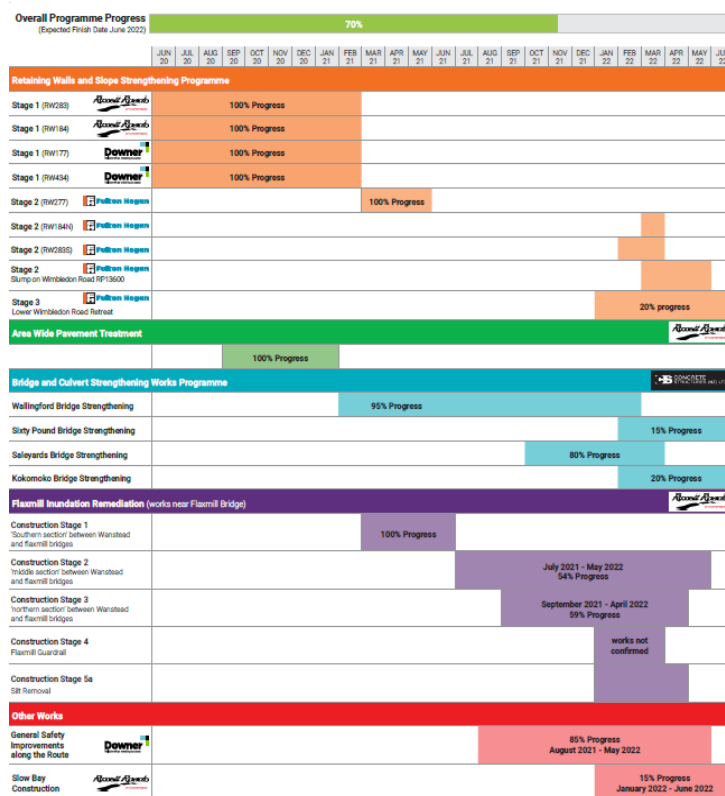 Overall Programme Progress
(Expected Finish Date June 2022)
70%
JUN 20 JUL 20 AUG 20 SEP 20 OCT 20 NOV 20 DEC 20 JAN 21 FEB 21 MAR 21 APR 21 MAY 21 JUN 21 JUL 21 AUG 21 SEP 21 OCT 21 NOV 21 DEC 21 JAN 22 FEB 22 MAR 22 APR 22 MAY 22
Retaining Walls and Slope Strengthening Programme
Stage 1 (RW283)
100% Progress
Stage 1 (RW184)
100% Progress
Stage 1 (RW177) Downer
100% Progress
Stage 1 (RW434) Downer
100% Progress
Stage 2 (RW277) Fulton Hogan
100% Progress
Stage 2 (RW184N) Fulton Hogan
Stage 2 (RW283S) Fulton Hogan
Stage 2 Fulton Hogan
Slump on Wimbledon Road RP13600
Stage 3 Fulton Hogan
Lower Wimbledon Road Retreat
20% progress
Area Wide Pavement Treatment
100% Progress
Bridge and Culvert Strengthening Works Programme
CONCRETE
STRUCTURES (NZ) LT
Wallingford Bridge Strengthening
95% Progress
Sixty Pound Bridge Strengthening
15% Progress
Saleyards Bridge Strengthening
80% Progress
Kokomoko Bridge Strengthening
20% Progress
Flaxmill Inundation Remediation (works near Flaxmill Bridge)
Construction Stage 1
'Southern section' between Wanstead
and flaxmill bridges
100% Progress
Construction Stage 2
'middle section' between Wanstead
and flaxmill bridges
July 2021 - May 2022
54% Progress
Construction Stage 3
'northern section' between Wanstead
and flaxmill bridges
September 2021 - April 2022
59% Progress
Construction Stage 4
Flaxmill Guardrail
works not
confirmed
Construction Stage 5a
Silt Removal
Other Works
General Safety
Improvements
along the Route
Downer
85% Progress
August 2021 - May 2022
Slow Bay
Construction
15% Progress
January 2022 - June 2022